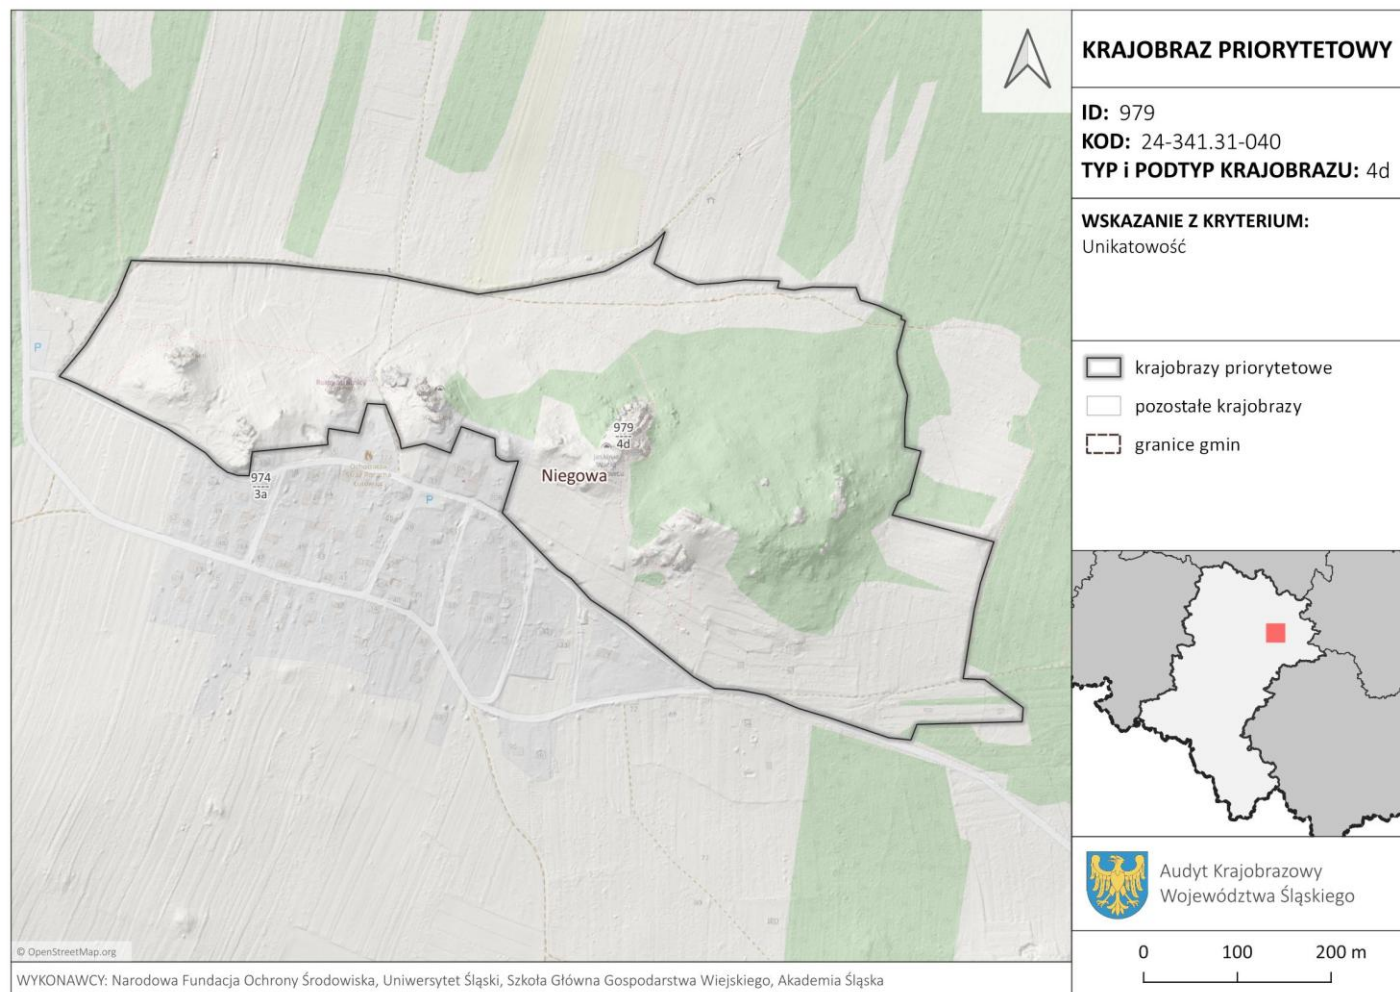 KRAJOBRAZ PRIORYTETOWY
ID: 979
KOD: 24-341.31-040
TYP i PODTYP KRAJOBRAZU: 4d
WSKAZANIE Z KRYTERIUM:
Unikatowość
krajobrazy priorytetowe
pozostałe krajobrazy
granice gmin
Audyt Krajobrazowy
Województwa Śląskiego
0 100 200 m
P
979
4d
Niegowa
974
3a
P
© OpenStreetMap.org
WYKONAWCY: Narodowa Fundacja Ochrony Środowiska, Uniwersytet Śląski, Szkoła Główna Gospodarstwa Wiejskiego, Akademia Śląska